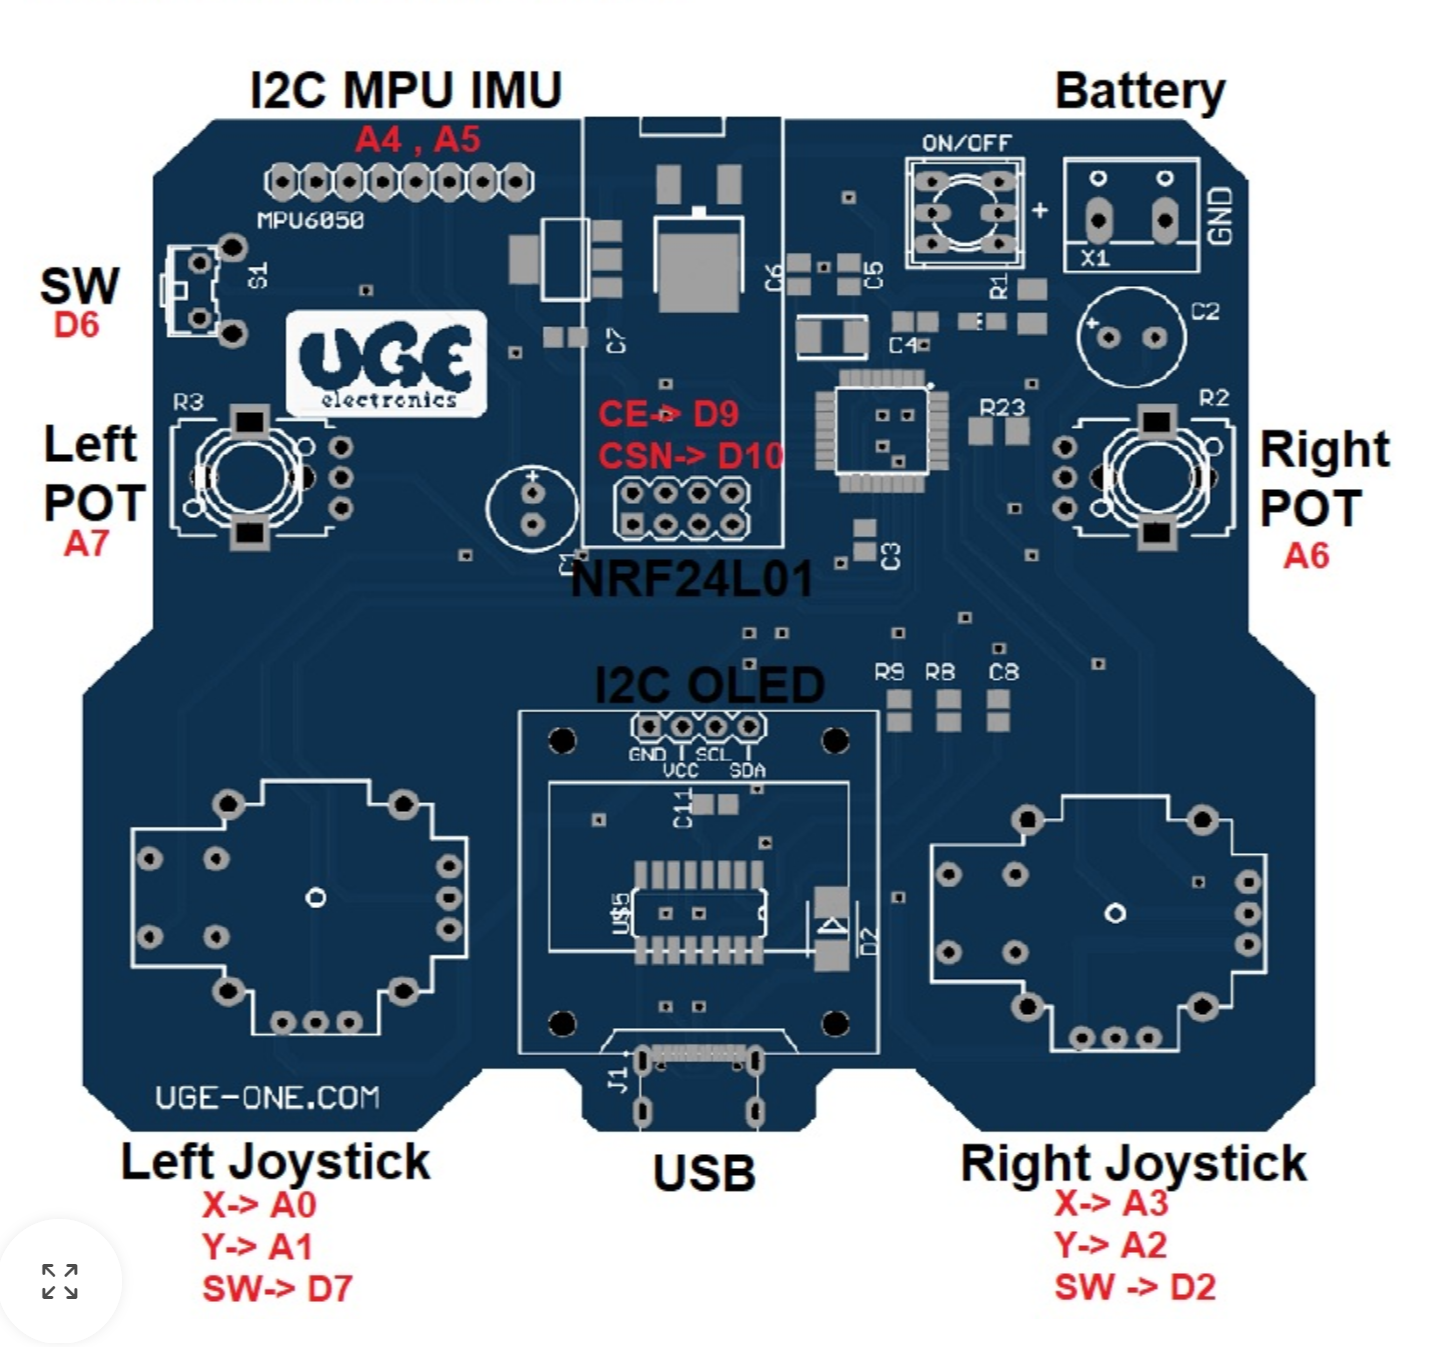 I2C MPU IMU
Battery
A4 , A5
ON/OFF
MPU6050
+
GND
X1
SW
D6
S1
C6
C5
R1
C2
+
UGE
electronics
C7
C4
R3
Left
POT
A7
CE-> D9
CSN-> D10
R23
R2
Right
POT
A6
+
C1
C3
NRF24L01
I2C OLED
R9 R8 C8
GND SCL
VCC SDA
C11
U$5
D2
J1
UGE-ONE.COM
Left Joystick
X-> A0
Y-> A1
SW-> D7
USB
Right Joystick
X-> A3
Y-> A2
SW -> D2